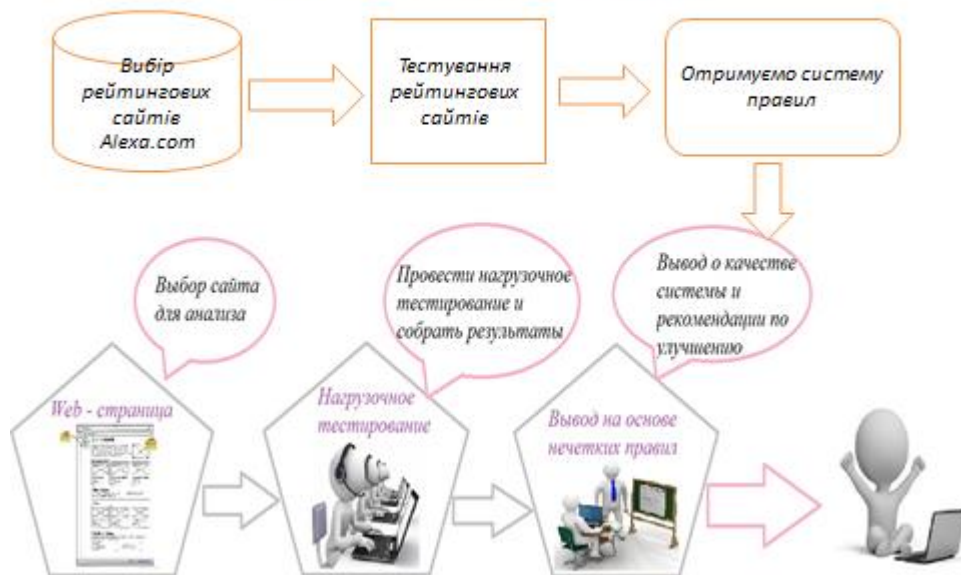 Вибір
рейтингових
сайтів
Alexa.com
Тестування
рейтингових
сайтів
Отримуємо систему
правил
Выбор сайта
для анализа
Провести нагрузочное
тестирование и
собрать результаты
Вывод о качестве
системы и
рекомендации по
улучшению
Web - страница
Нагрузочное
тестирование
Вывод на основе
нечетких правил